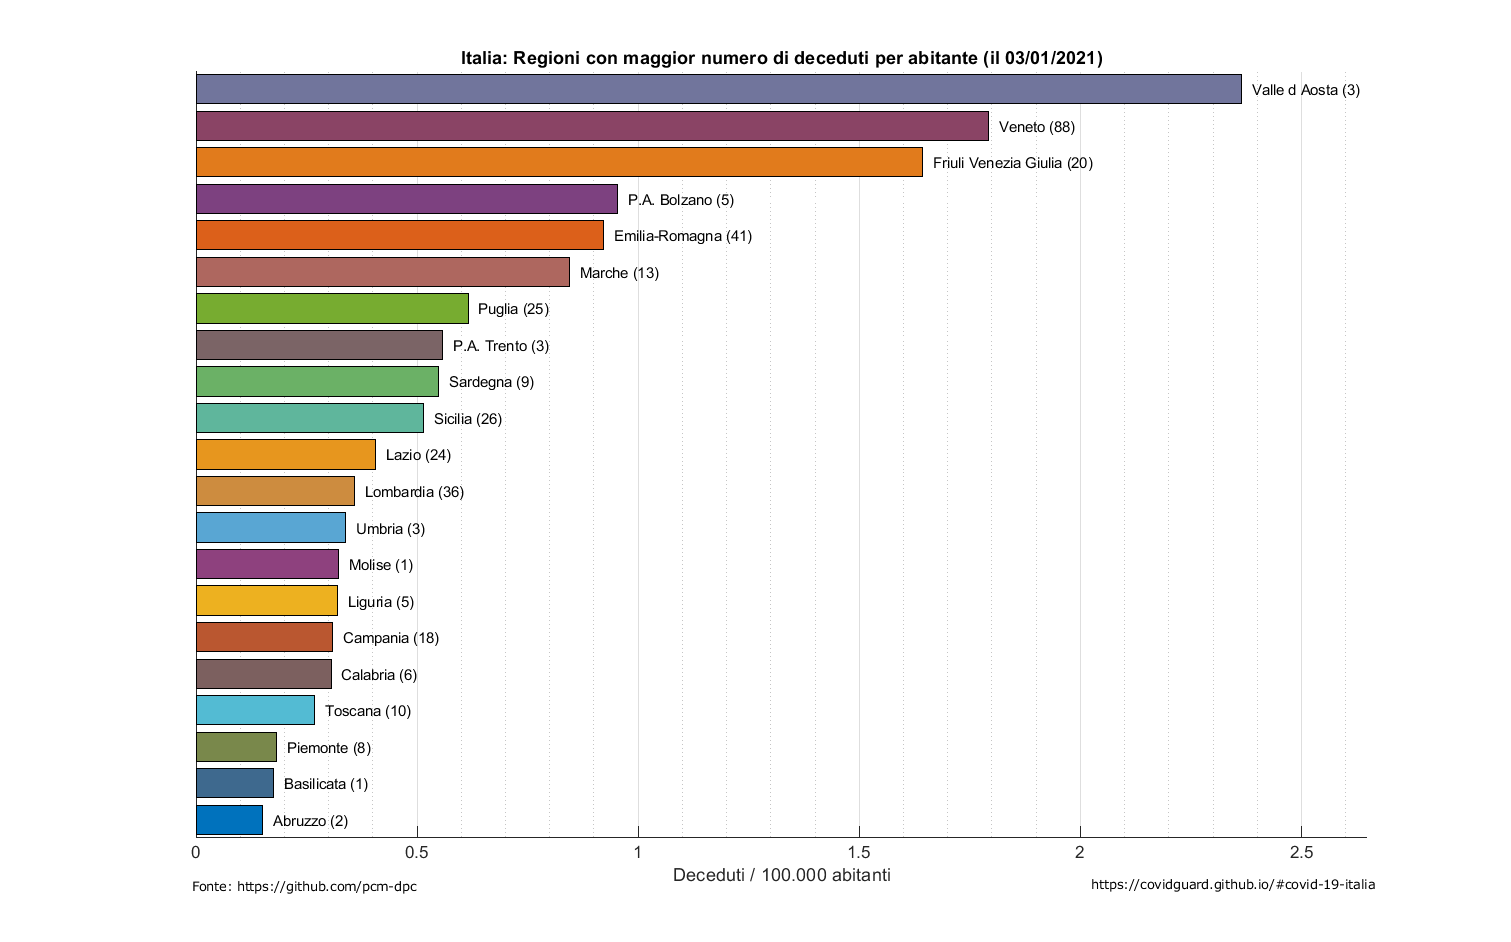 Italia: Regioni con maggior numero di deceduti per abitante (il 03/01/2021)
Valle d Aosta (3)
Veneto (88)
Friuli Venezia Giulia (20)
P.A. Bolzano (5)
Emilia-Romagna (41)
Marche (13)
Puglia (25)
P.A. Trento (3)
Sardegna (9)
Sicilia (26)
Lazio (24)
Lombardia (36)
Umbria (3)
Molise (1)
Liguria (5)
Campania (18)
Calabria (6)
Toscana (10)
Piemonte (8)
Basilicata (1)
Abruzzo (2)
0 0.5 1 1.5 2 2.5
Deceduti / 100.000 abitanti
Fonte: https://github.com/pcm-dpc
https://covidguard.github.io/#covid-19-italia